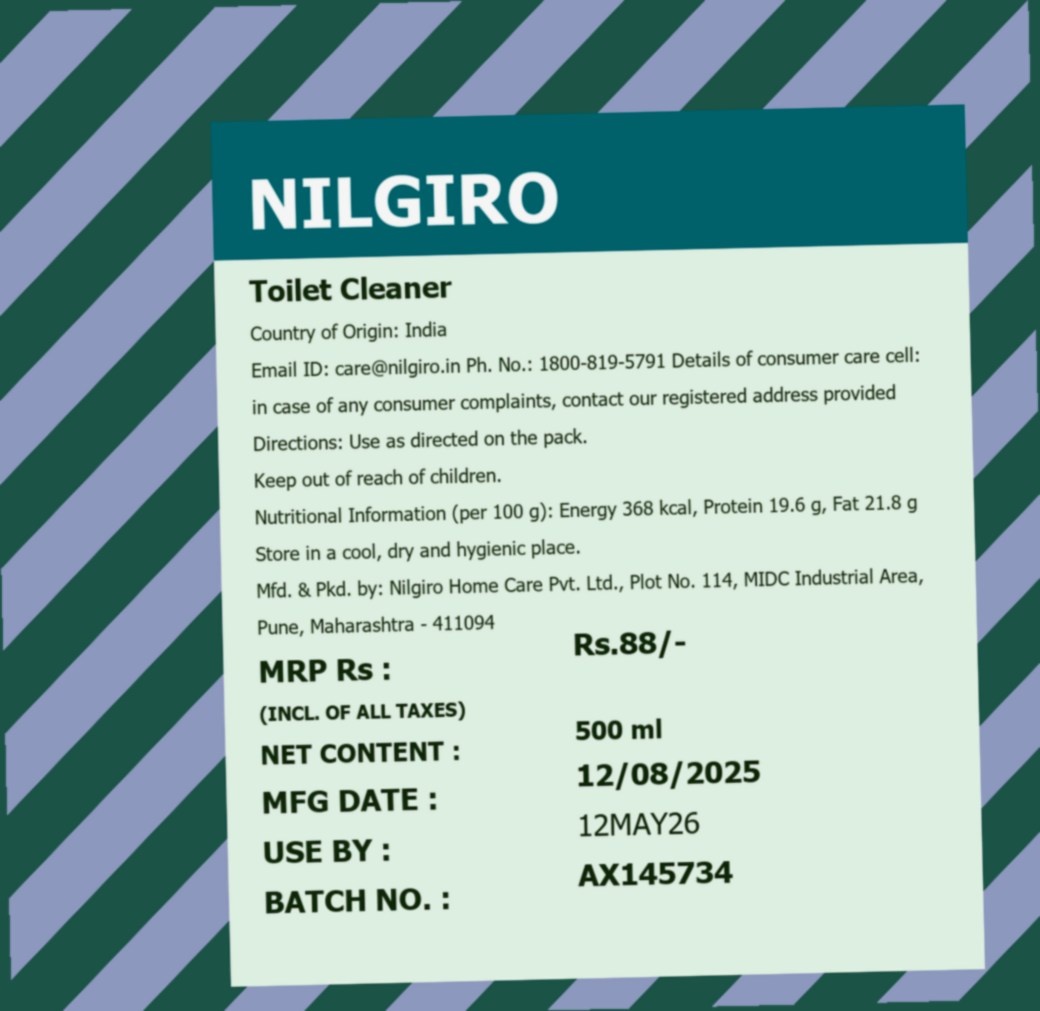 NILGIRO
Toilet Cleaner
Country of Origin: India
Email ID: care@nilgiro.in Ph. No.: 1800-819-5791 Details of consumer care cell:
in case of any consumer complaints, contact our registered address provided
Directions: Use as directed on the pack.
Keep out of reach of children.
Nutritional Information (per 100 g): Energy 368 kcal, Protein 19.6 g, Fat 21.8 g
Store in a cool, dry and hygienic place.
Mfd. & Pkd. by: Nilgiro Home Care Pvt. Ltd., Plot No. 114, MIDC Industrial Area,
Pune, Maharashtra - 411094
MRP Rs : Rs.88/-
(INCL. OF ALL TAXES)
NET CONTENT : 500 ml
MFG DATE : 12/08/2025
USE BY : 12MAY26
BATCH NO. : AX145734